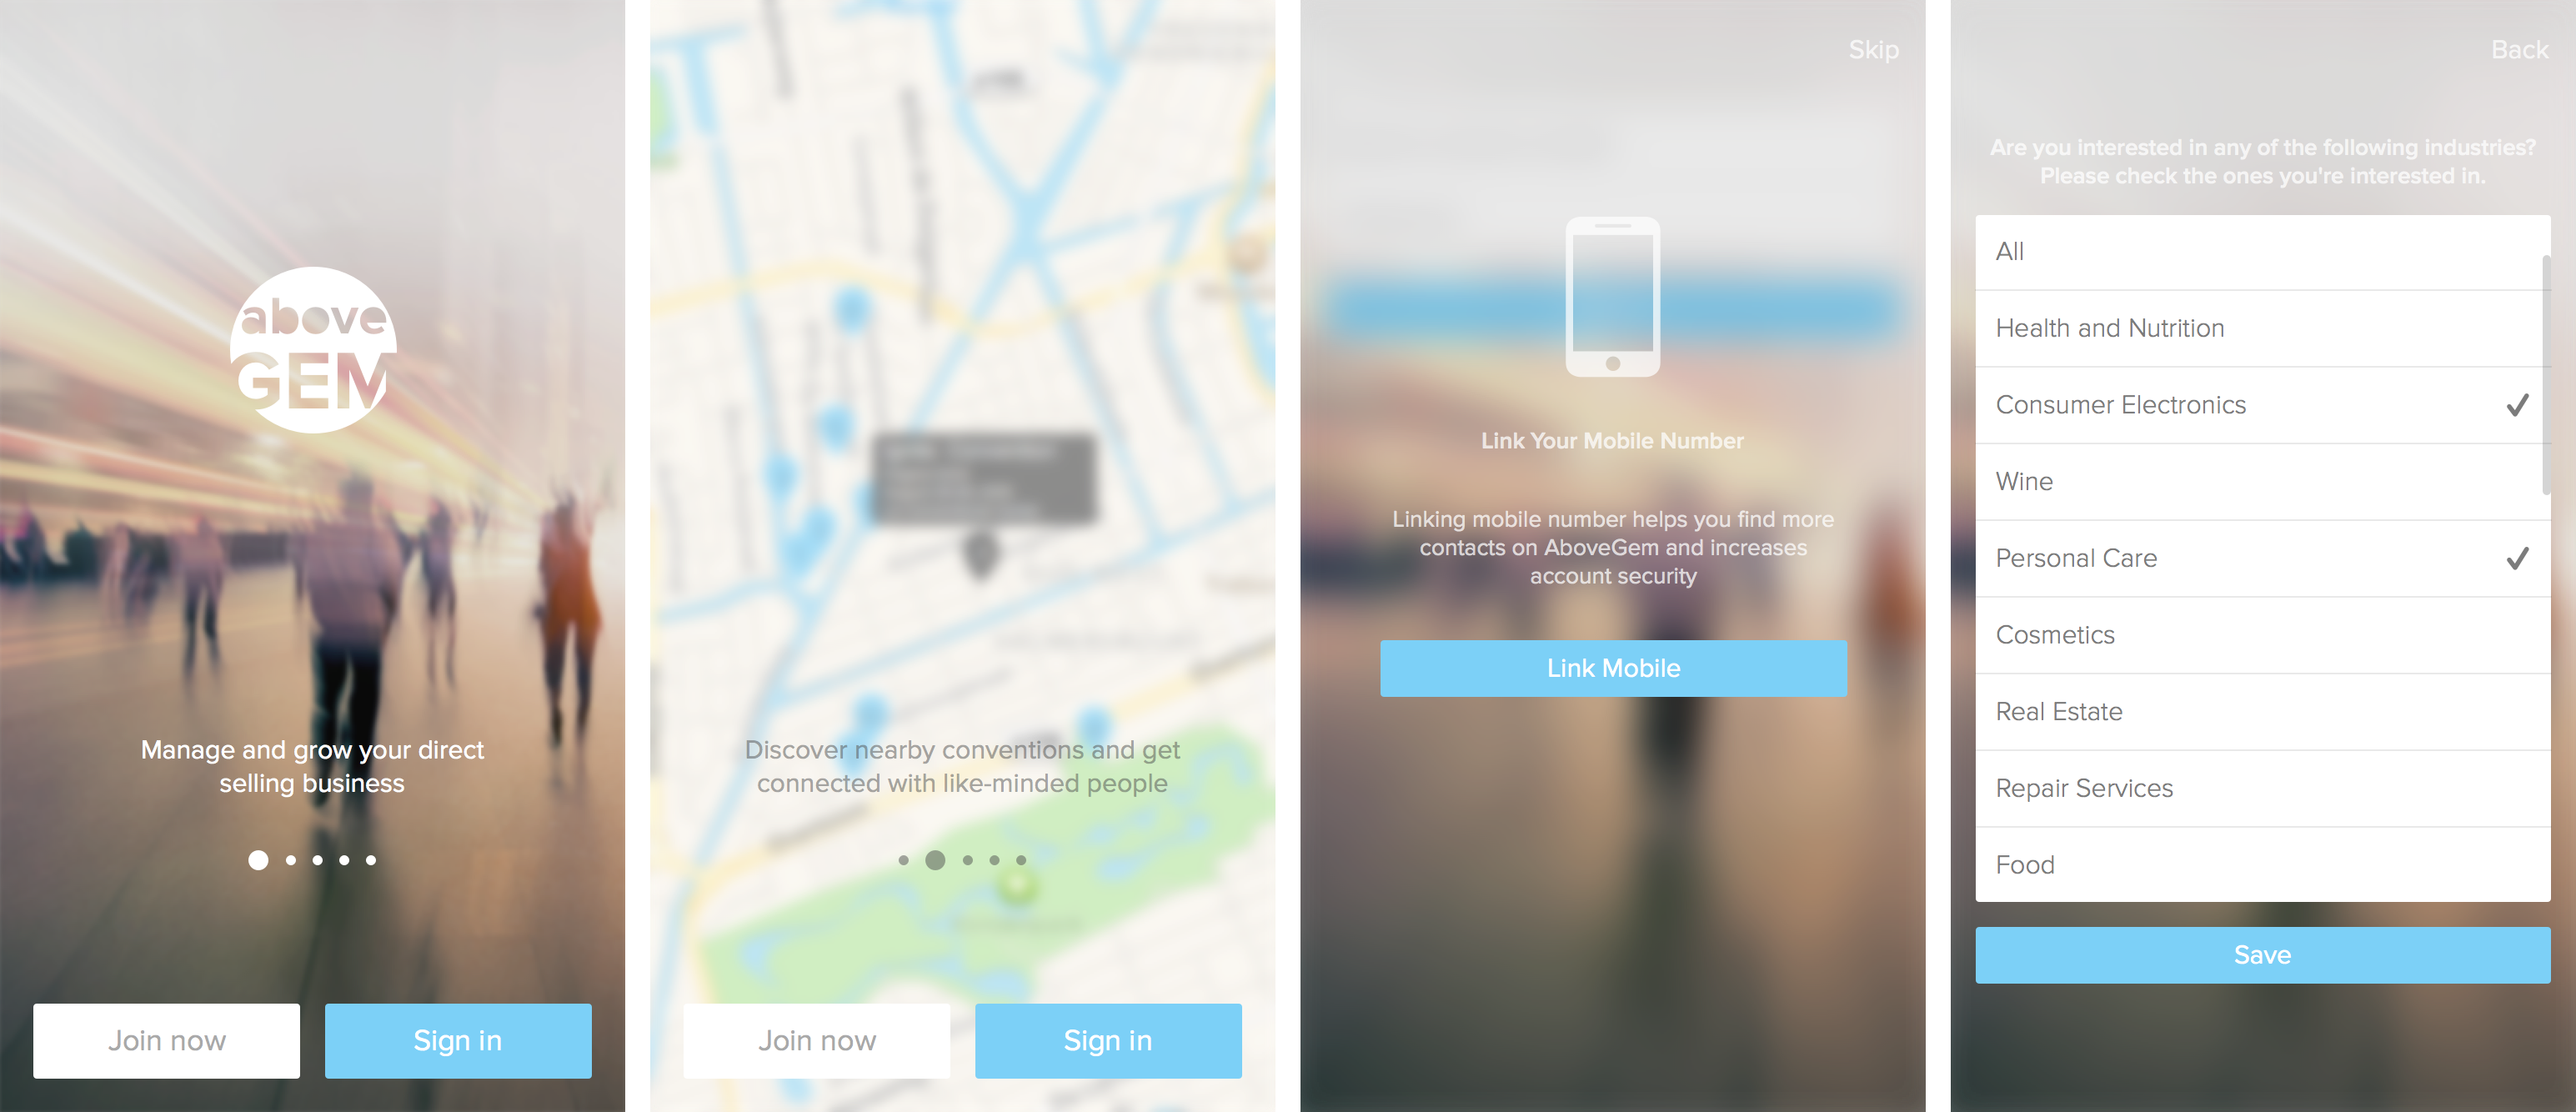 above
GEM
Manage and grow your direct
selling business
Join now
Sign in
Discover nearby conventions and get
connected with like-minded people
Join now
Sign in
Skip
Link Your Mobile Number
Linking mobile number helps you find more
contacts on AboveGem and increases
account security
Link Mobile
Back
Are you interested in any of the following industries?
Please check the ones you're interested in.
All
Health and Nutrition
Consumer Electronics
Wine
Personal Care
Cosmetics
Real Estate
Repair Services
Food
Save